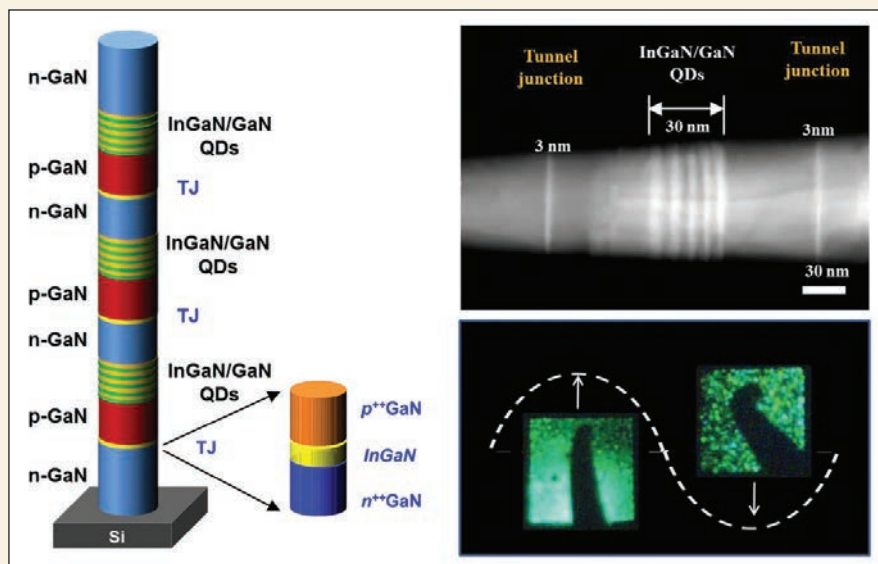 n-GaN
InGaN/GaN
QDs
p-GaN
TJ
n-GaN
InGaN/GaN
QDs
p-GaN
TJ
n-GaN
InGaN/GaN
QDs
p-GaN
TJ
n-GaN
Si
p++GaN
InGaN
n++GaN
Tunnel
junction
InGaN/GaN
QDs
Tunnel
junction
30 nm
3 nm
3nm
30 nm